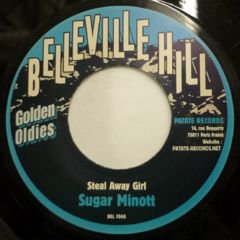 BELLEVILLE HILL
Golden
Oldies
PATATE RECORDS
14, rue Dequerry
75011 Paris France
Website :
PATATE-RECORDS.NET
Steal Away Girl
Sugar Minott
BEL 106A